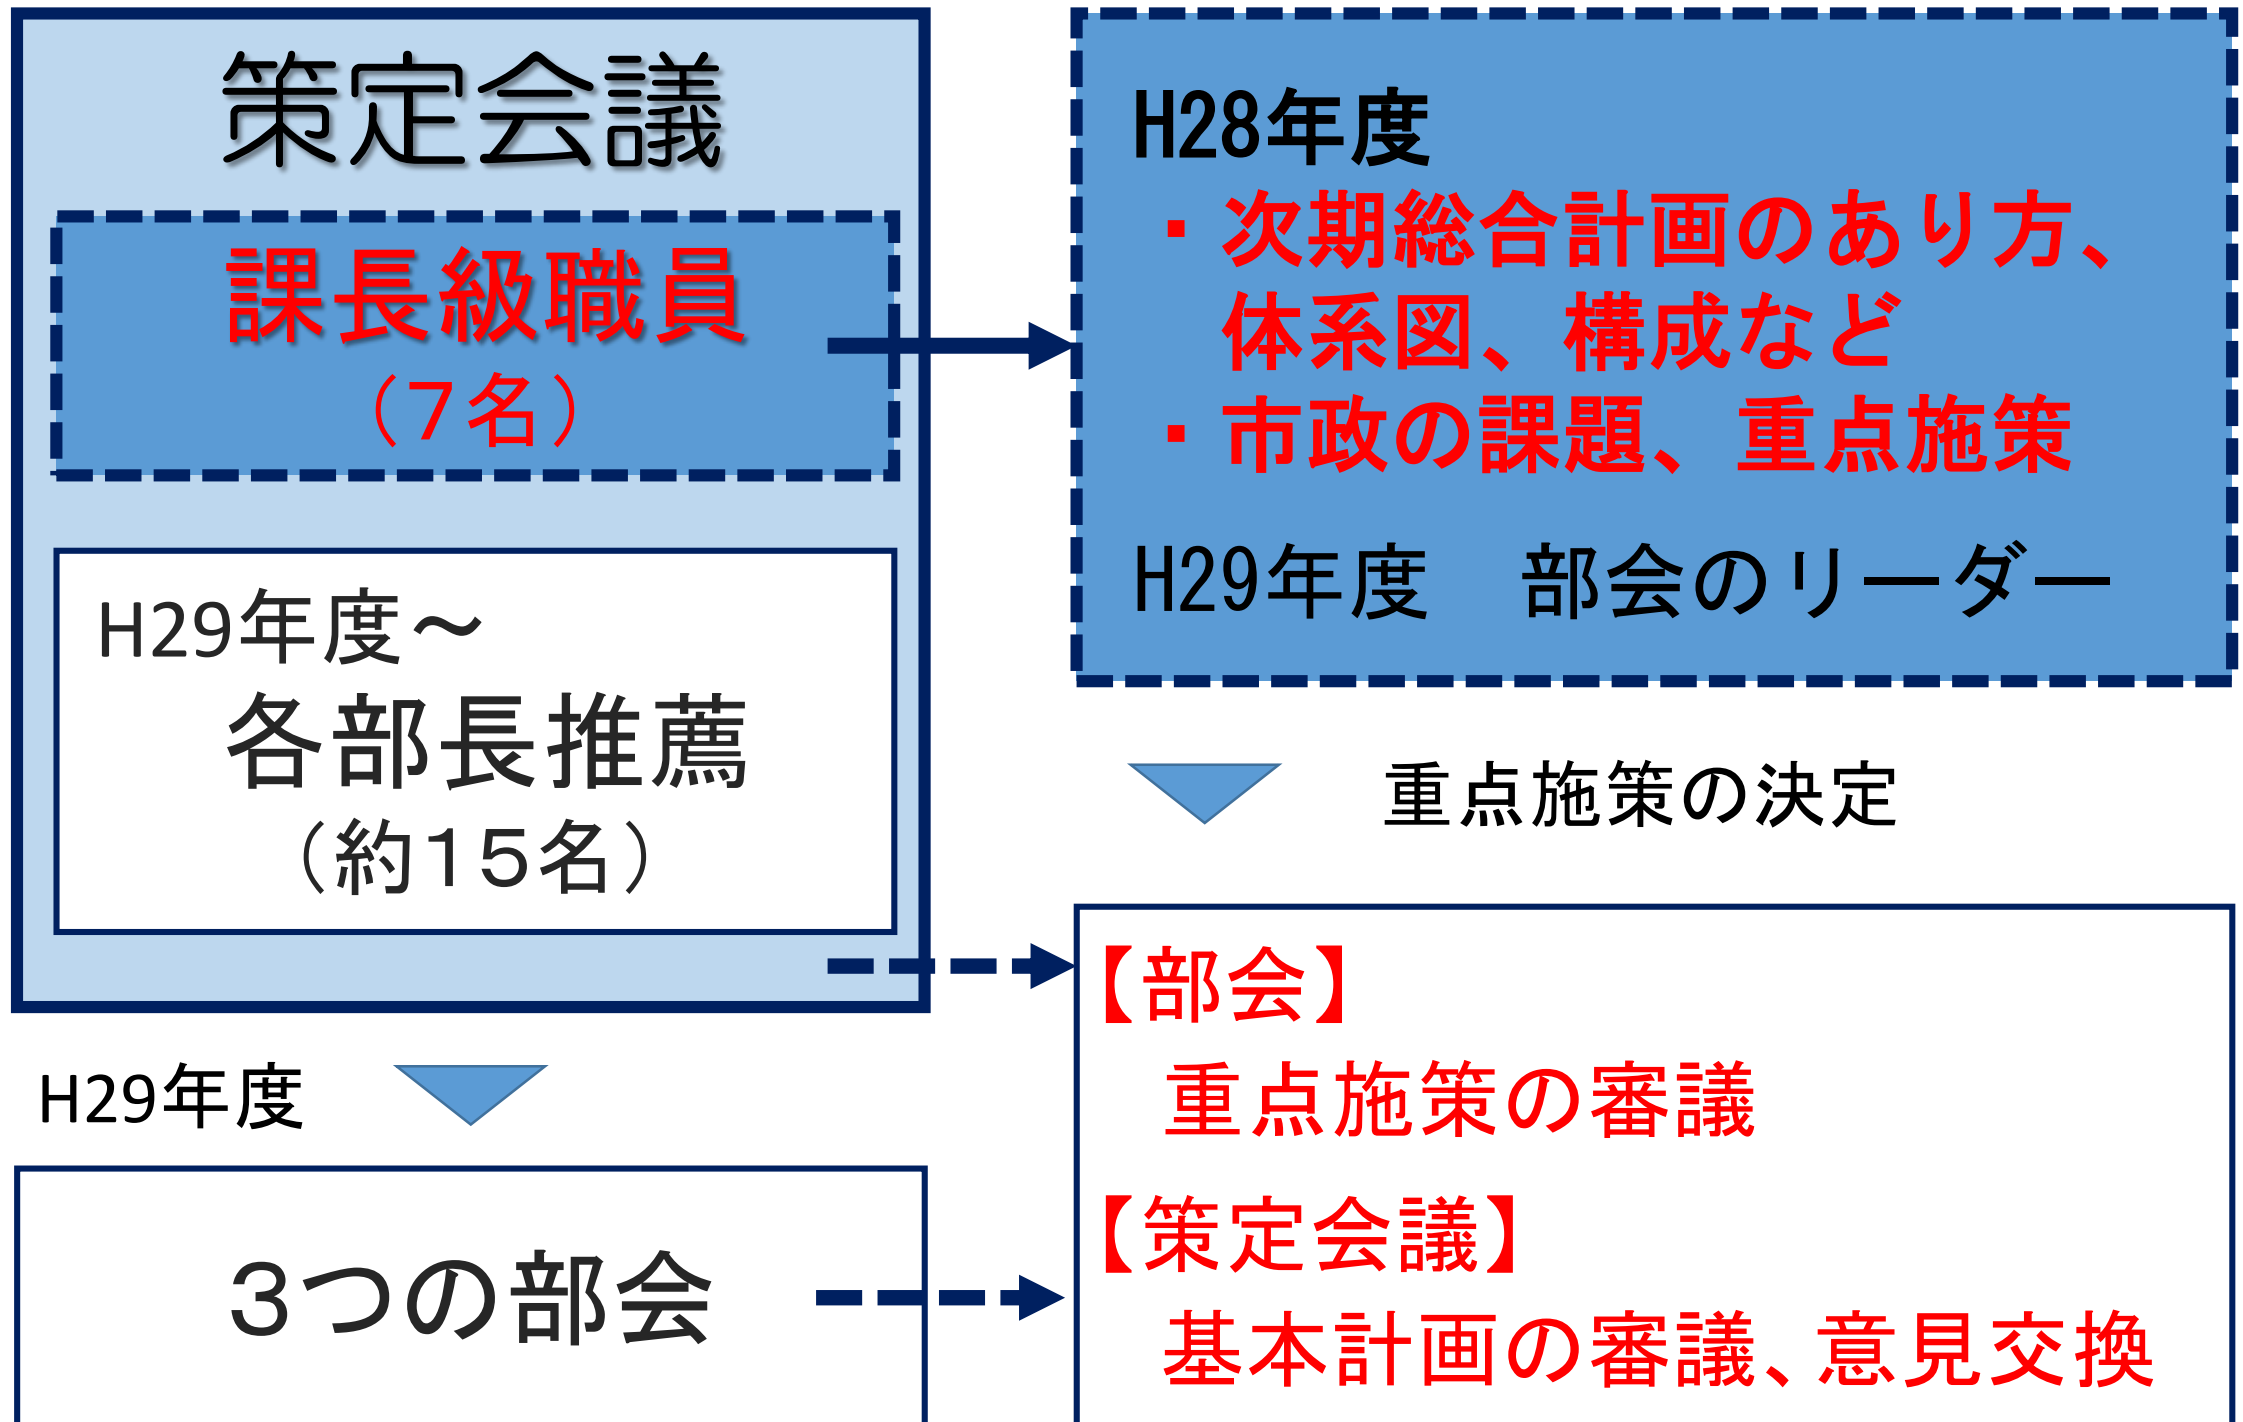 策定会議
課長級職員
（７名）
H29年度～
各部長推薦
（約１５名）
H29年度
３つの部会
H28年度
・次期総合計画のあり方、
体系図、構成など
・市政の課題、重点施策
H29年度　部会のリーダー
重点施策の決定
【部会】
重点施策の審議
【策定会議】
基本計画の審議、意見交換